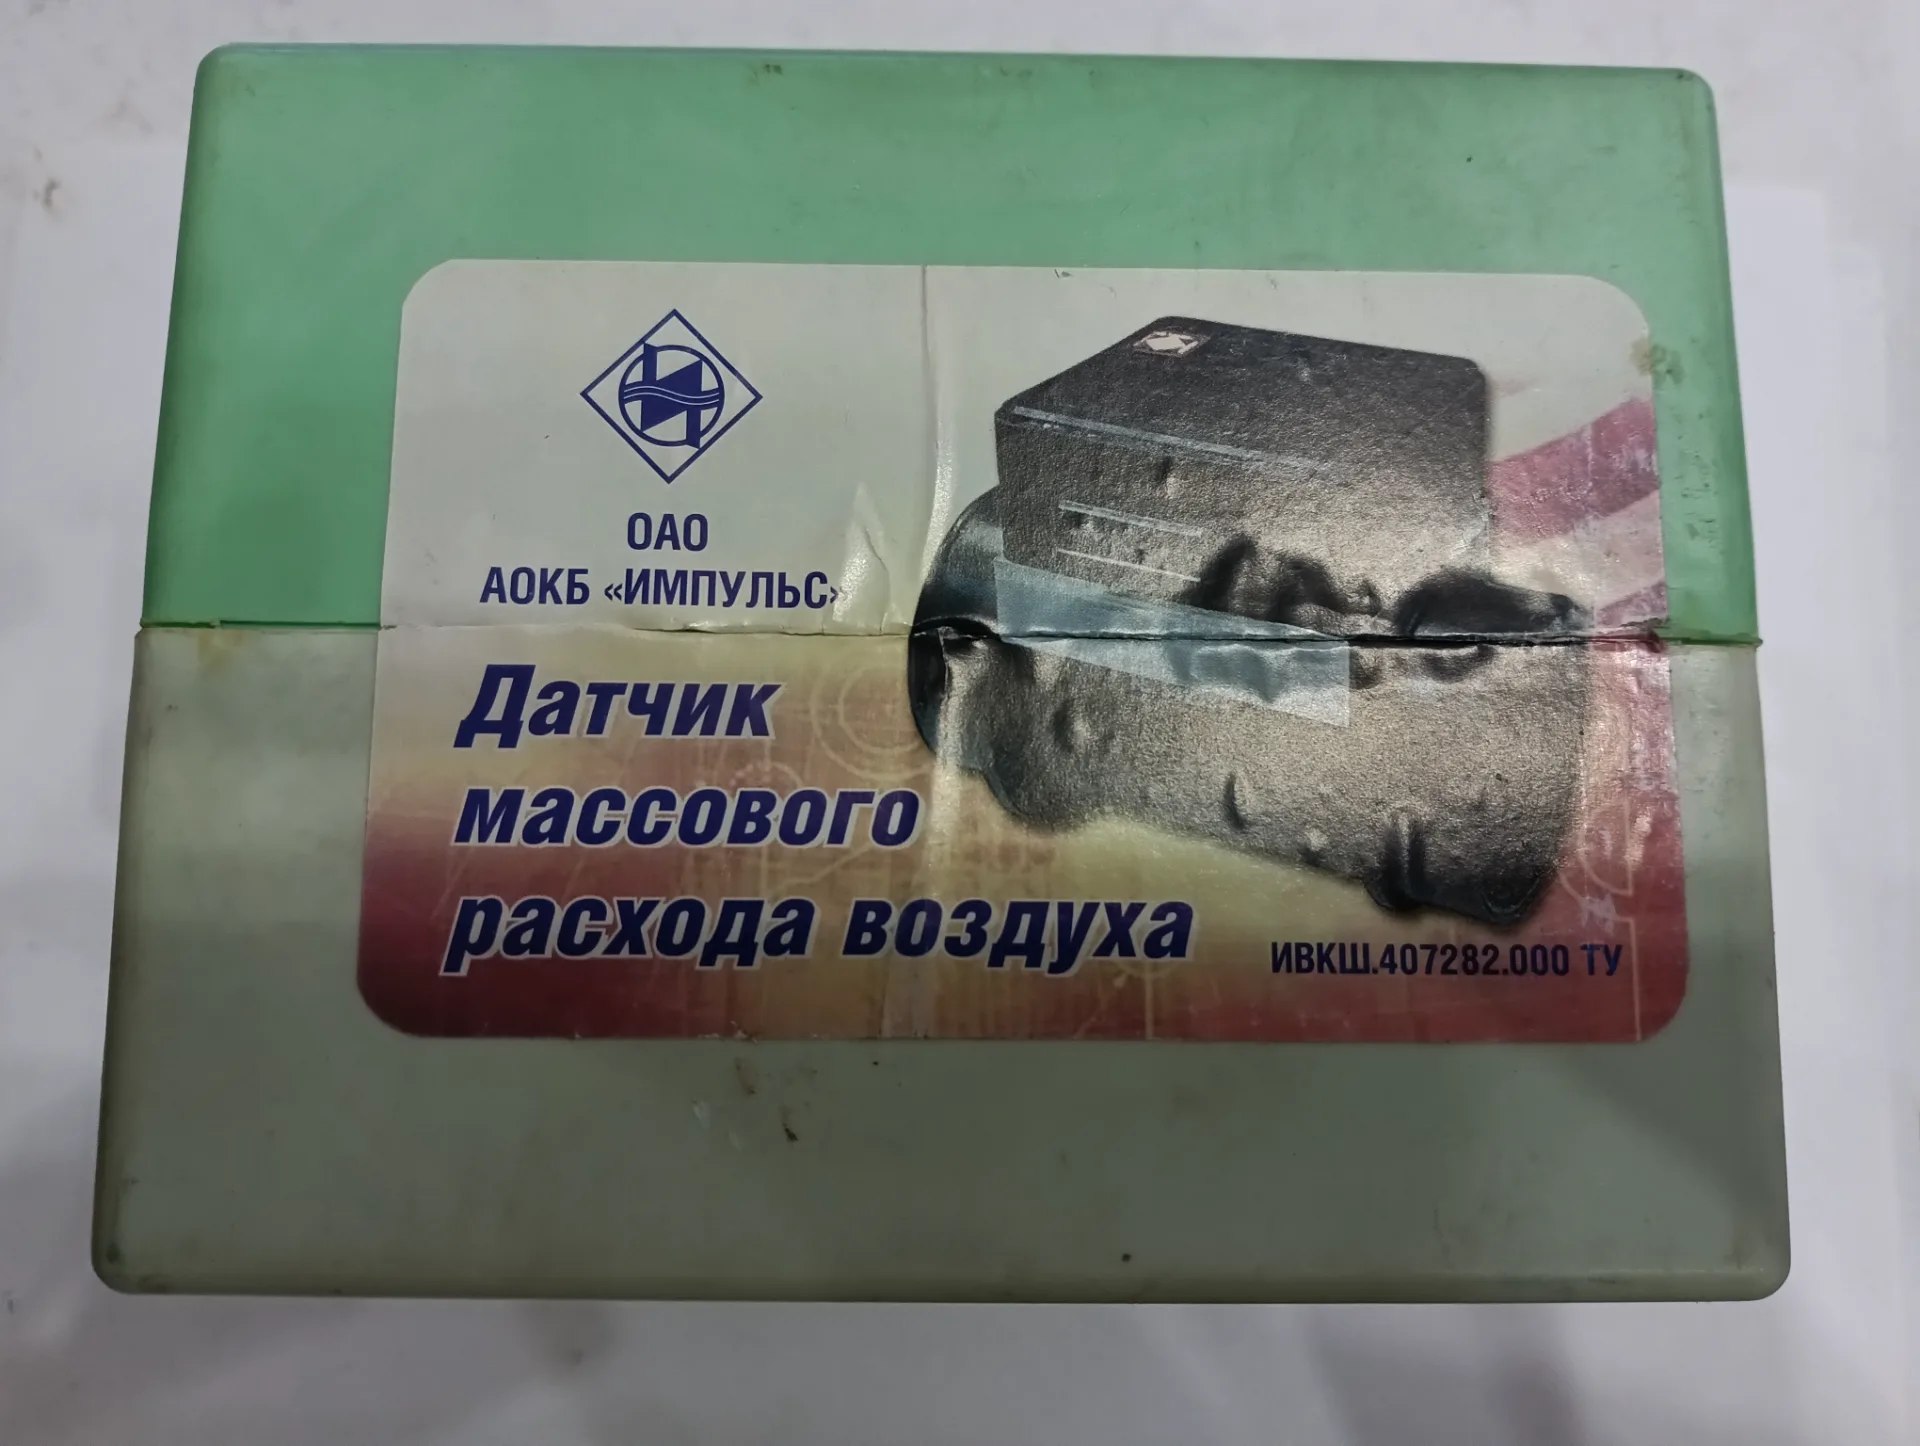 ОАО
АОКБ «ИМПУЛЬС»
Датчик
массового
расхода воздуха
ИВКШ.407282.000 ТУ